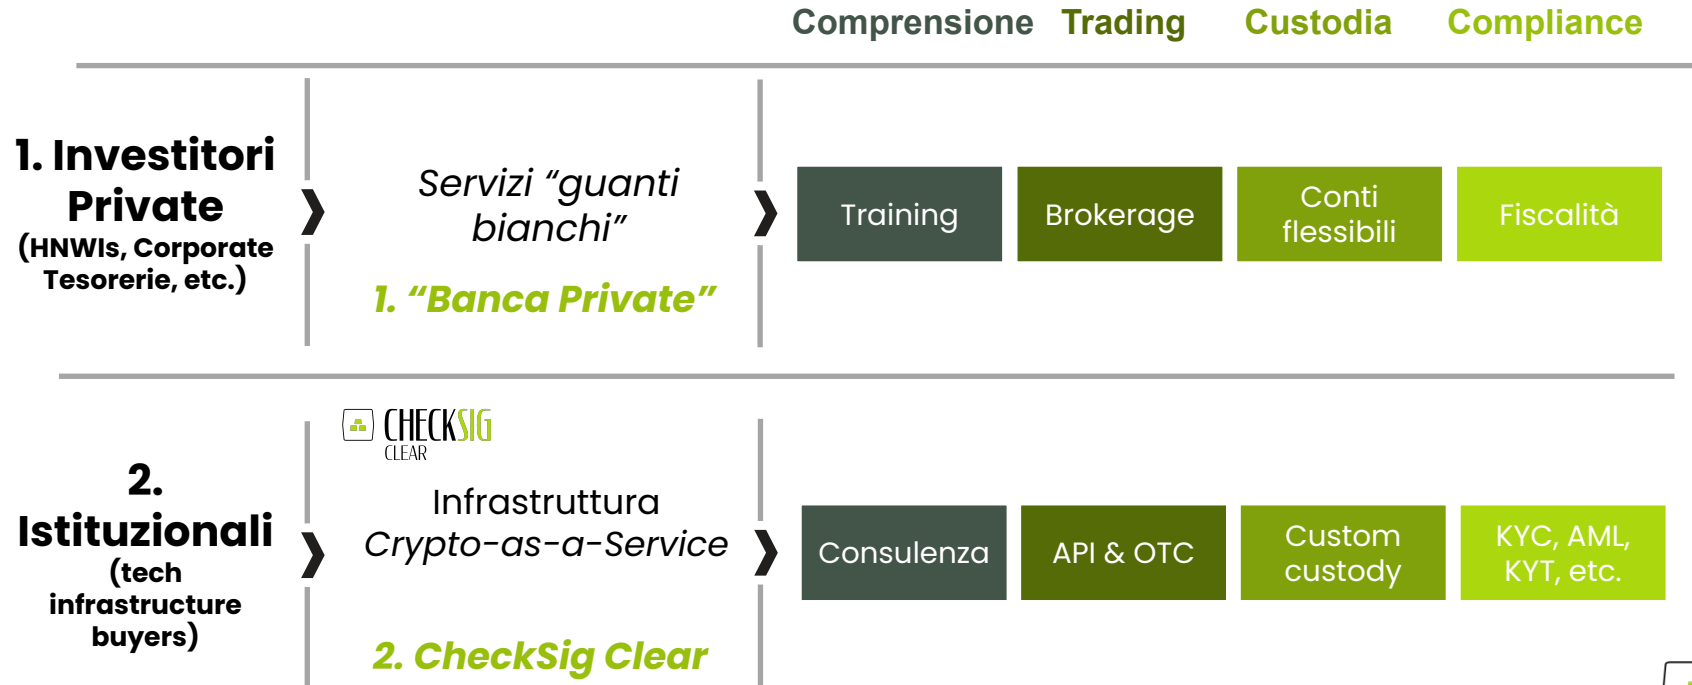 Comprensione Trading Custodia Compliance
1. Investitori
Private
(HNWIs, Corporate
Tesorerie, etc.)
Servizi “guanti
bianchi”
1. “Banca Private”
Training
Brokerage
Conti
flessibili
Fiscalità
2.
Istituzionali
(tech
infrastructure
buyers)
CHECKSIG
CLEAR
Infrastruttura
Crypto-as-a-Service
2. CheckSig Clear
Consulenza
API & OTC
Custom
custody
KYC, AML,
KYT, etc.